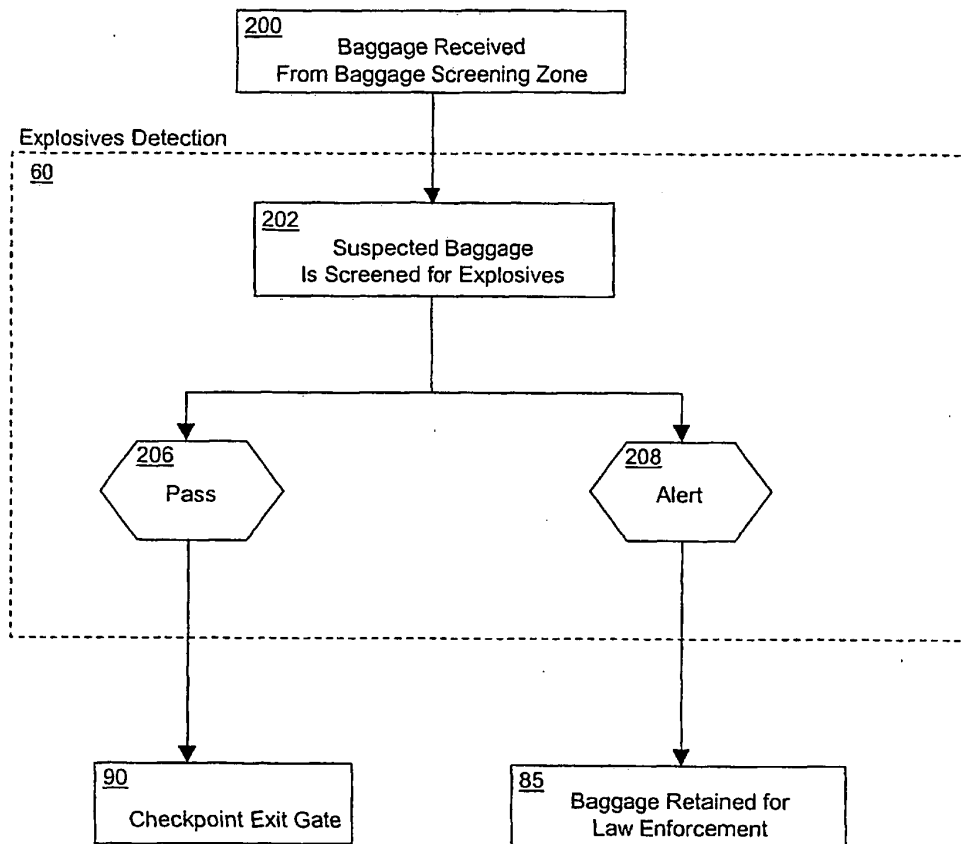 200
Baggage Received
From Baggage Screening Zone
Explosives Detection
60
202
Suspected Baggage
Is Screened for Explosives
206
Pass
208
Alert
90
Checkpoint Exit Gate
85
Baggage Retained for
Law Enforcement